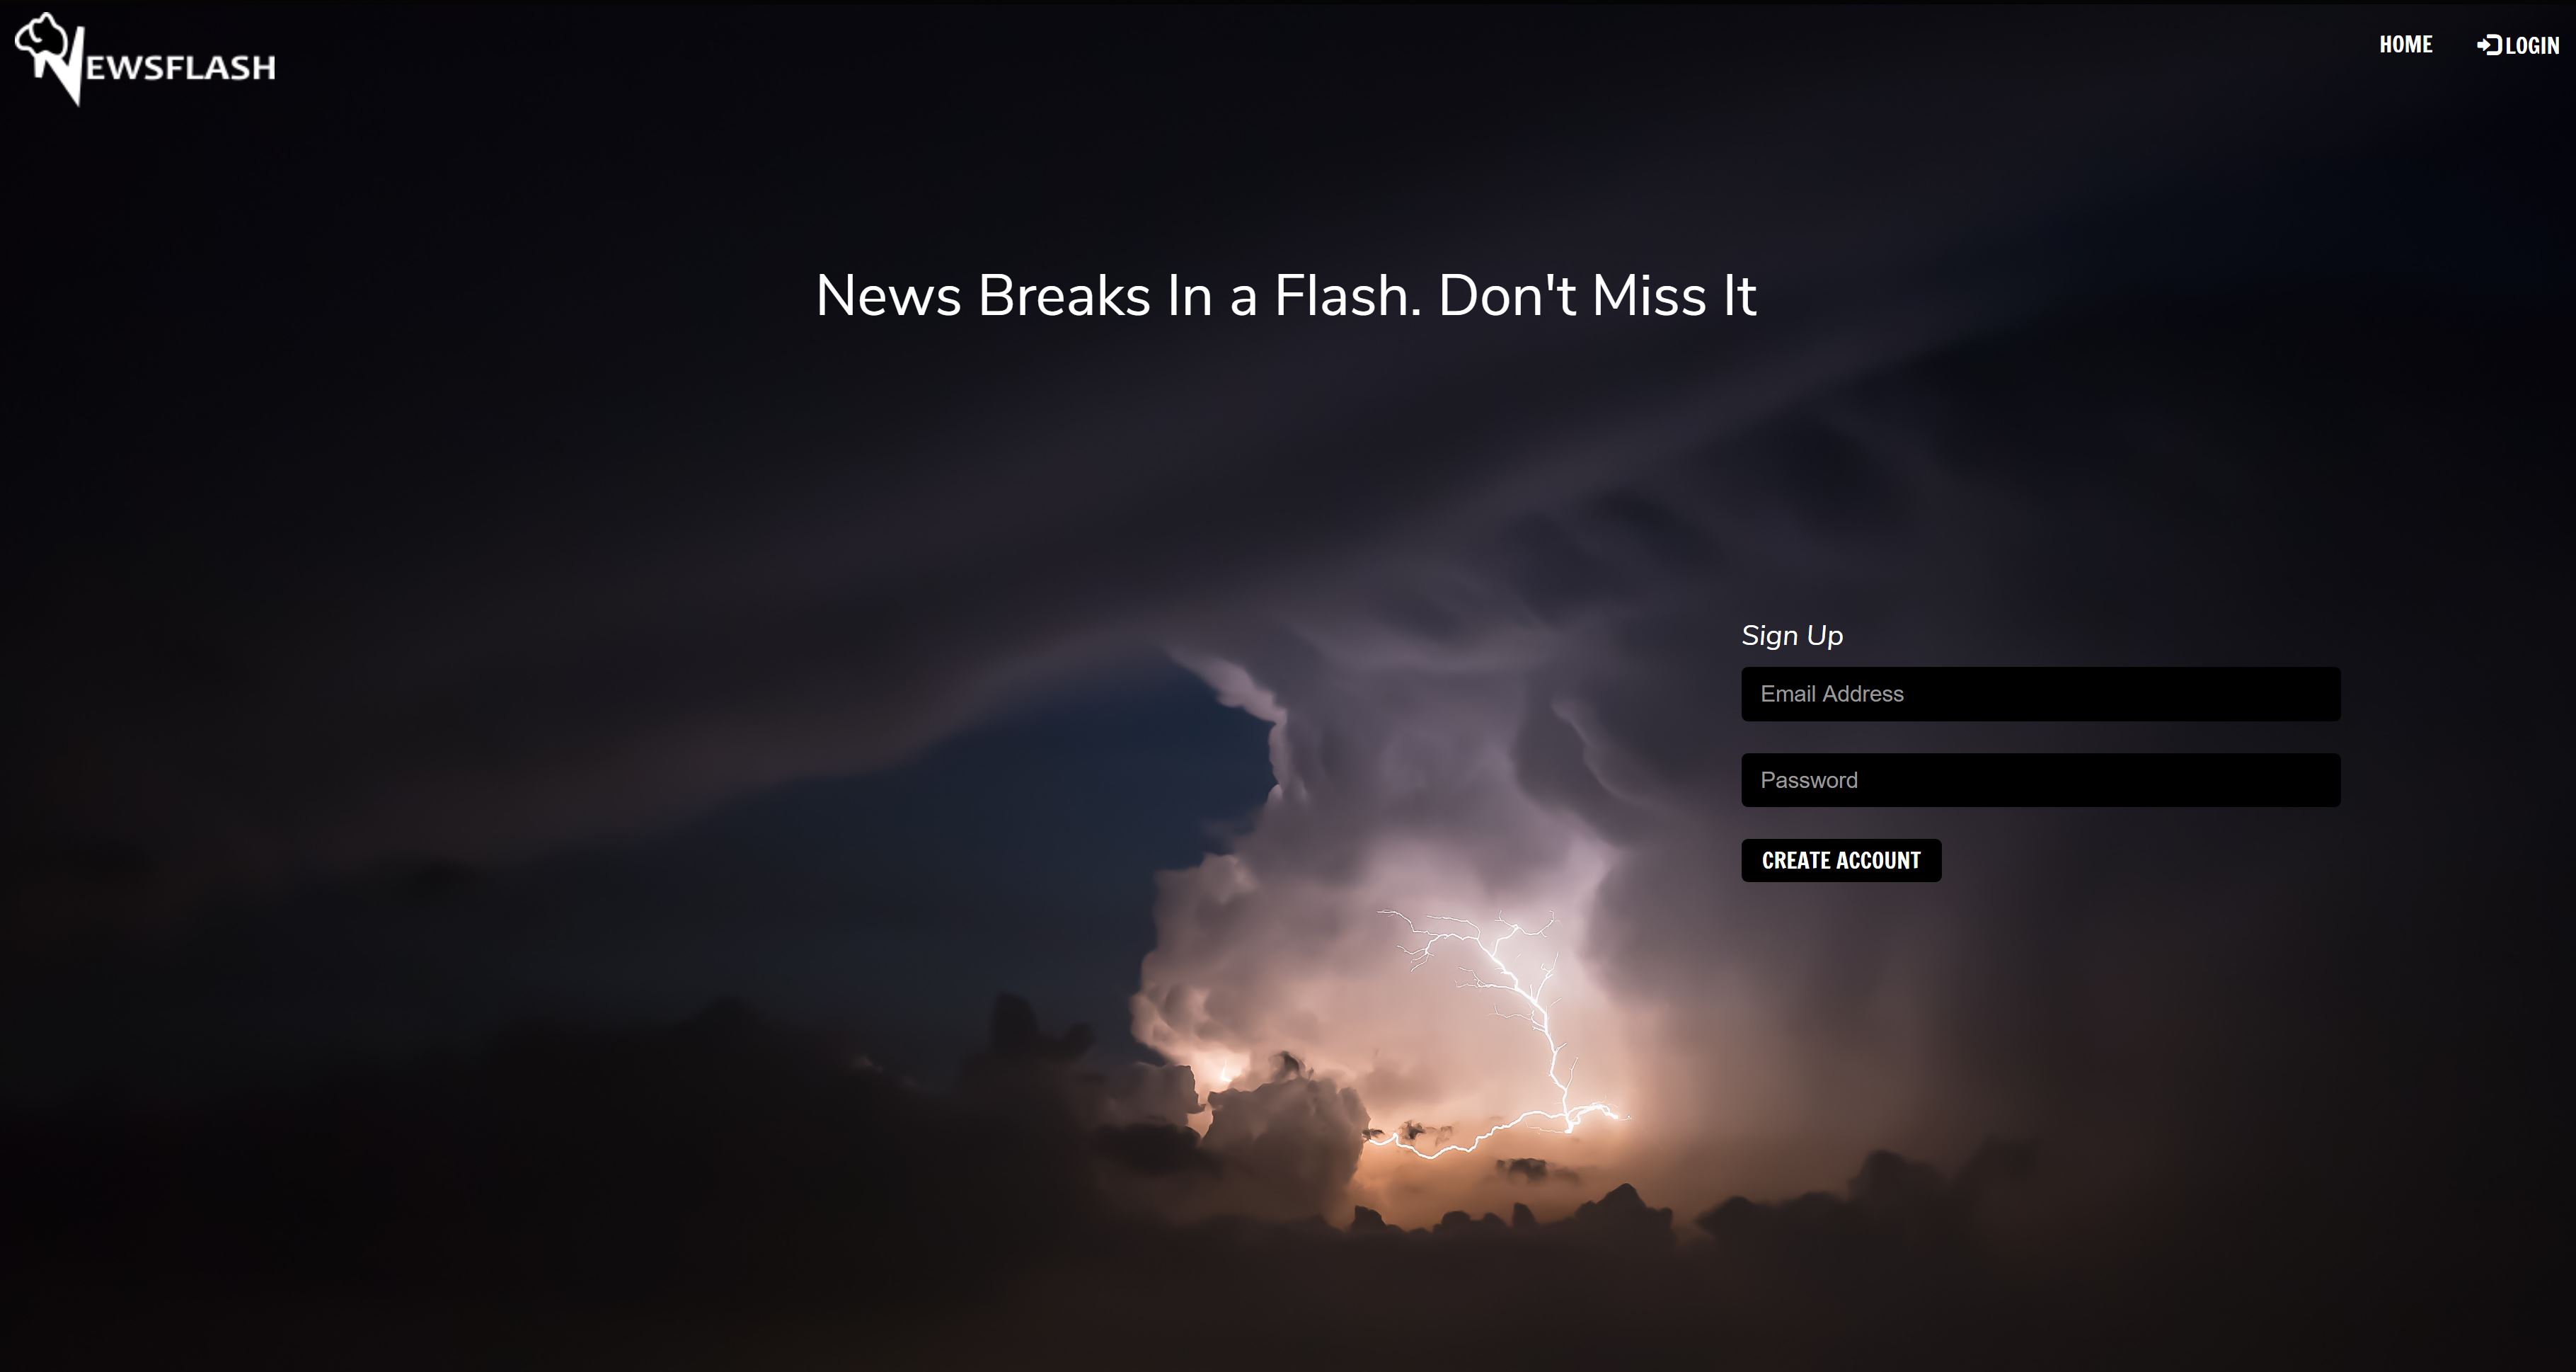 NEWSFLASH
HOME
LOGIN
News Breaks In a Flash. Don't Miss It
Sign Up
Email Address
Password
CREATE ACCOUNT